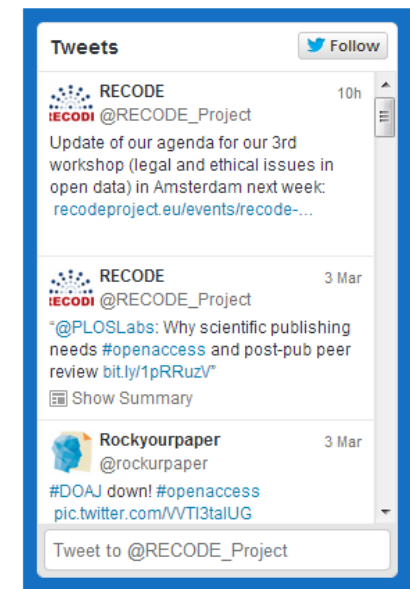 Tweets
Follow
RECODE
10h
RECODI
@RECODE_Project
Update of our agenda for our 3rd
workshop (legal and ethical issues in
open data) in Amsterdam next week:
recodeproject.eu/events/recode-...
RECODE
3 Mar
RECODI
@RECODE_Project
“@PLOSLabs: Why scientific publishing
needs #openaccess and post-pub peer
review bit.ly/1pRRuzV”
Show Summary
Rockyourpaper
3 Mar
@rockurpaper
#DOAJ down! #openaccess
pic.twitter.com/VVTI3talUG
Tweet to @RECODE_Project